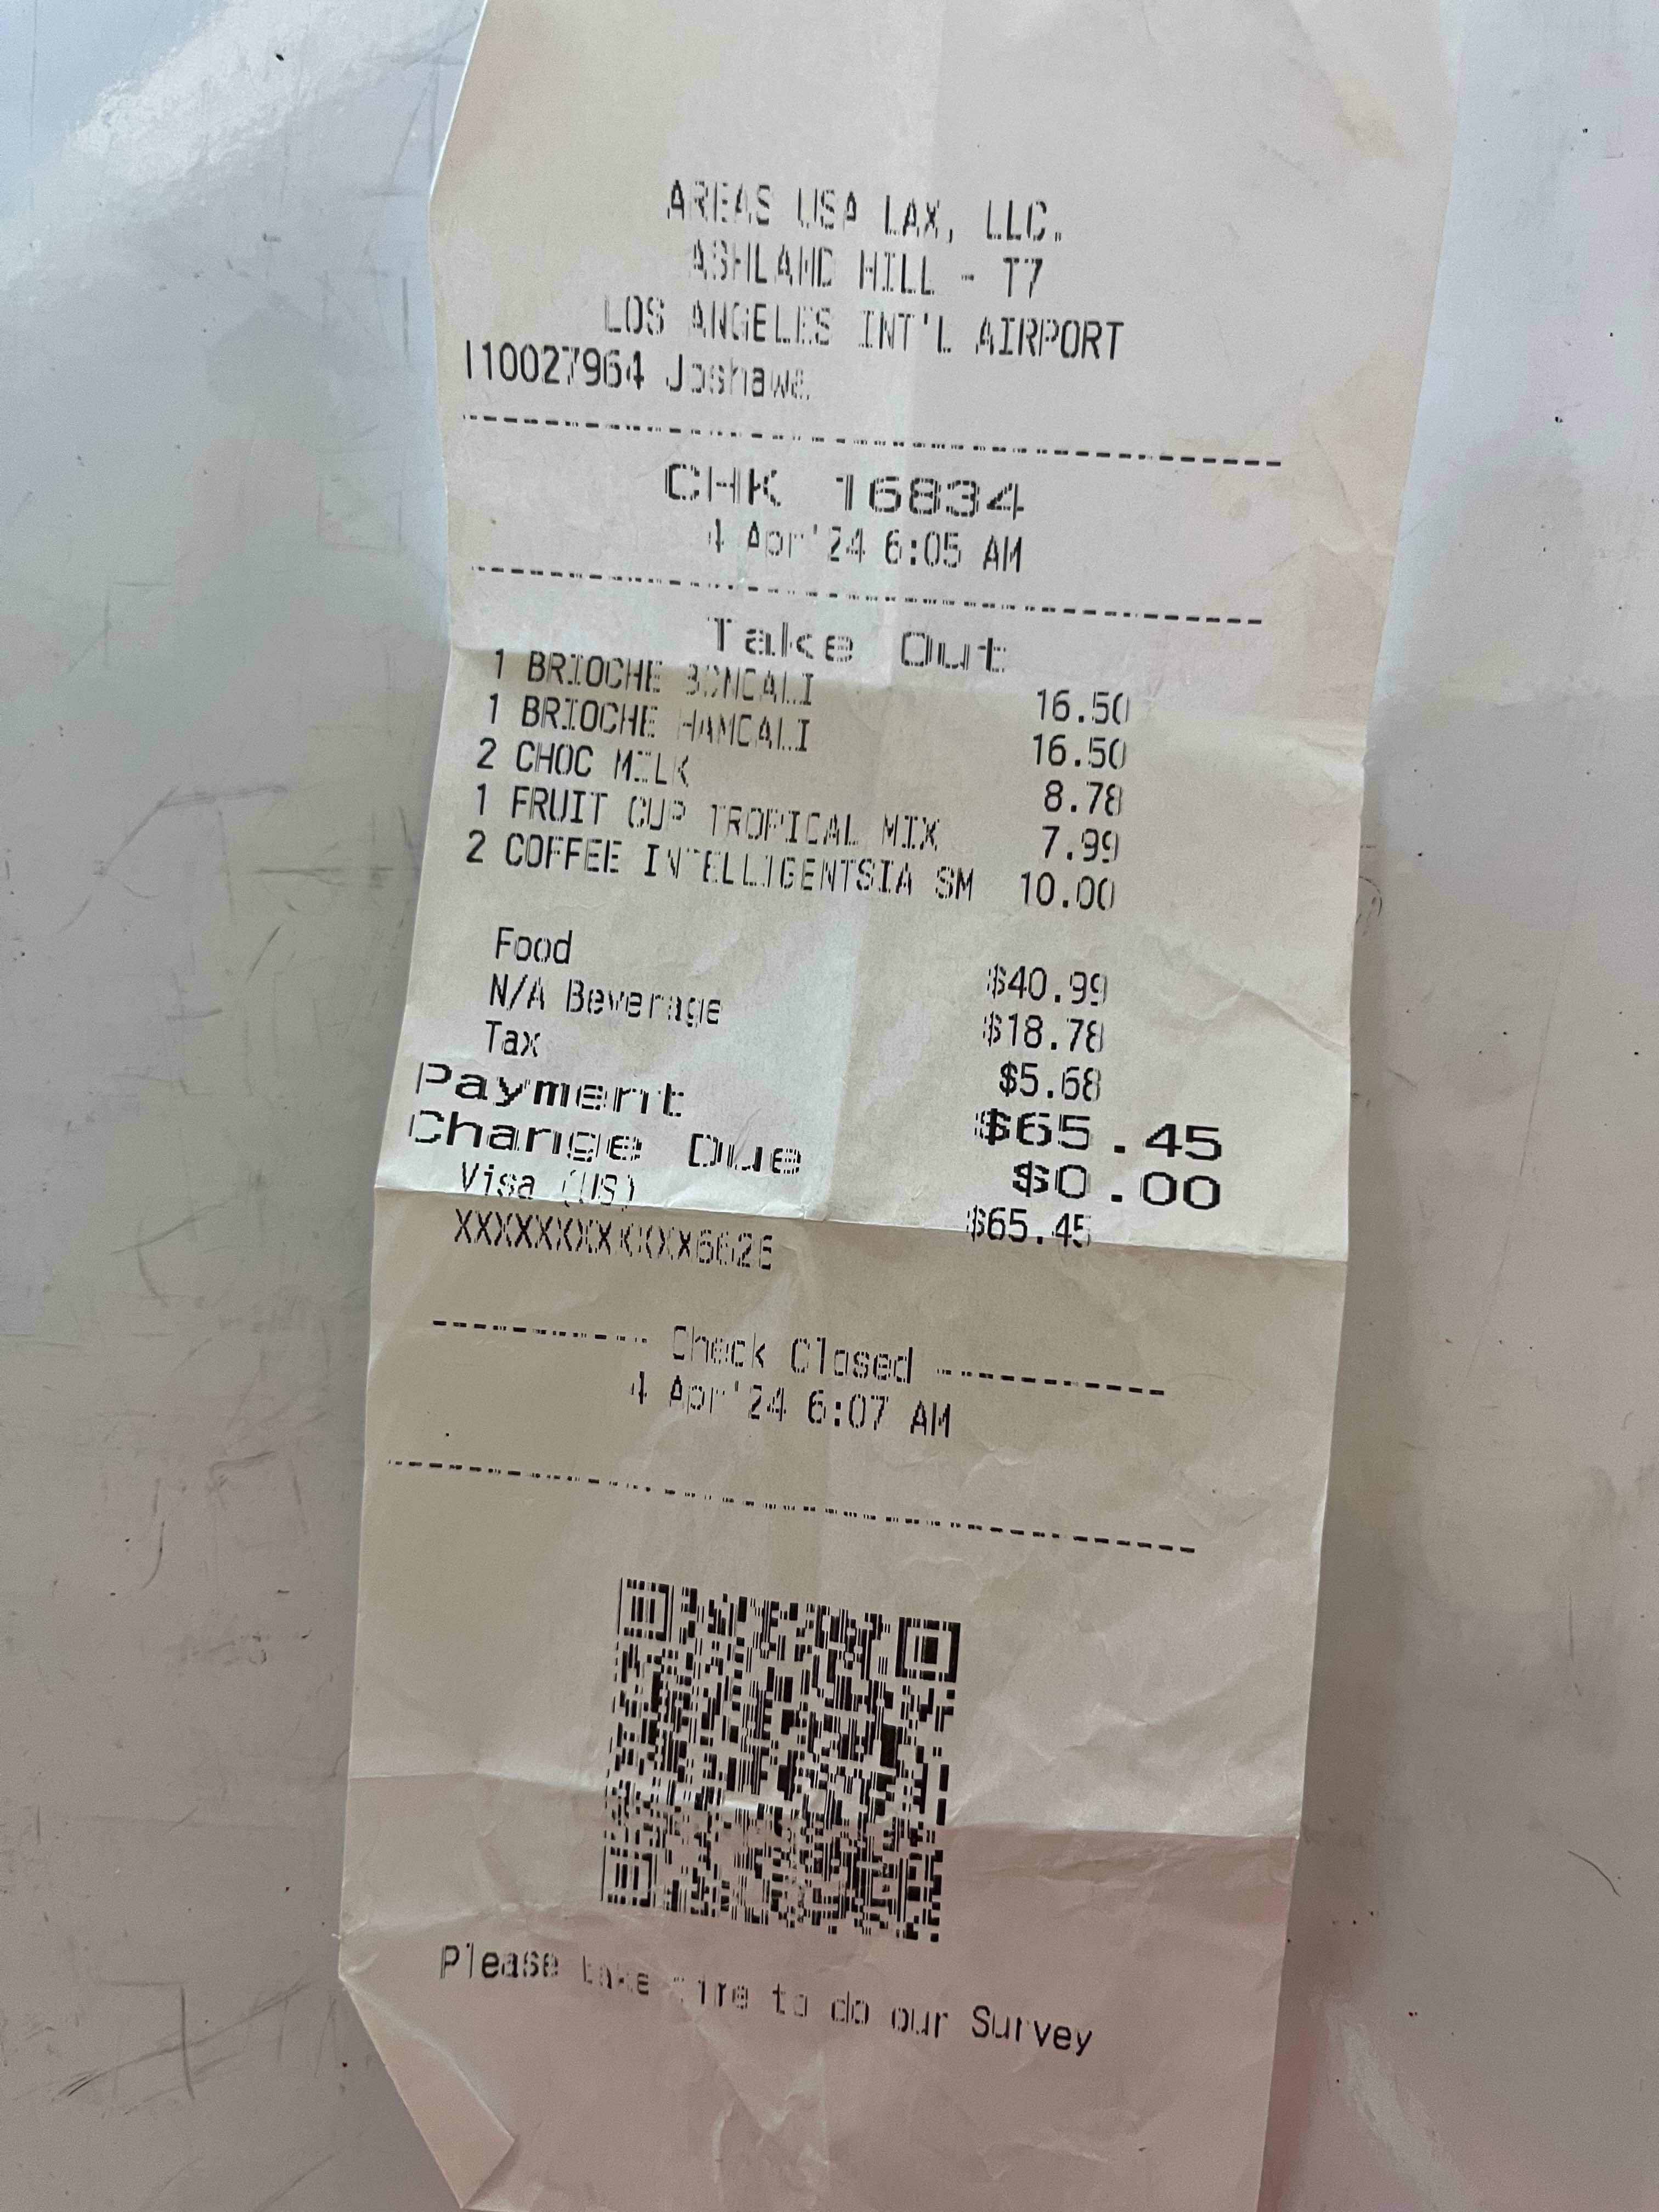 AREAS USA LAX, LLC.
ASHLAND HILL - T7
LOS ANGELES INT'L AIRPORT
110027964 Joshawa
CHK 16834
4 Apr'24 6:05 AM
Take Out
1 BRIOCHE BCNCALI 16.50
1 BRIOCHE HAMCALI 16.50
2 CHOC MILK 8.78
1 FRUIT CUP TROPICAL MIX 7.99
2 COFFEE INTELLIGENTSIA SM 10.00
Food $40.99
N/A Beverage $18.78
Tax $5.68
Payment $65.45
Change Due $0.00
Visa (US) $65.45
---------- Check Closed ----------
4 Apr'24 6:07 AM
Please take time to do our Survey